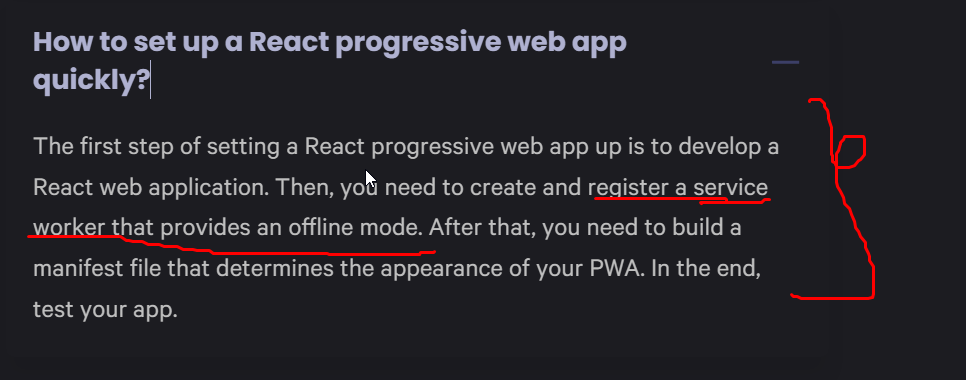 How to set up a React progressive web app
quickly?
The first step of setting a React progressive web app up is to develop a
React web application. Then, you need to create and register a service
worker that provides an offline mode. After that, you need to build a
manifest file that determines the appearance of your PWA. In the end,
test your app.